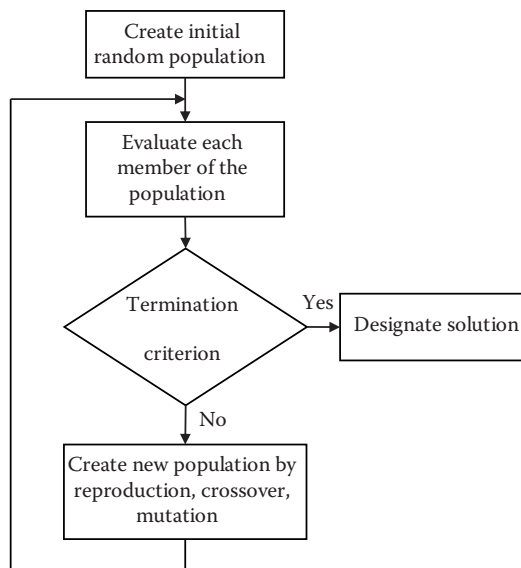 Create initial
random population
Evaluate each
member of the
population
Termination
criterion
Yes
Designate solution
No
Create new population by
reproduction, crossover,
mutation